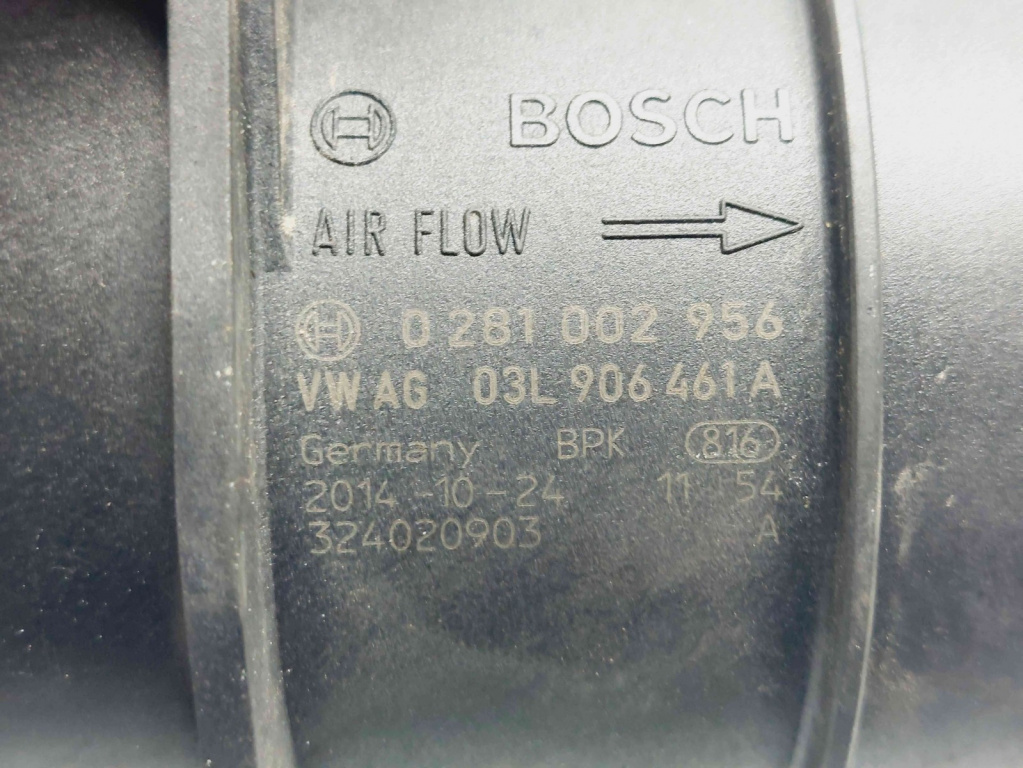 BOSCH
AIR FLOW
0 281 002 956
VW AG 03L 906 461 A
Germany BPK 816
2014-10-24 11 54
324020903 A